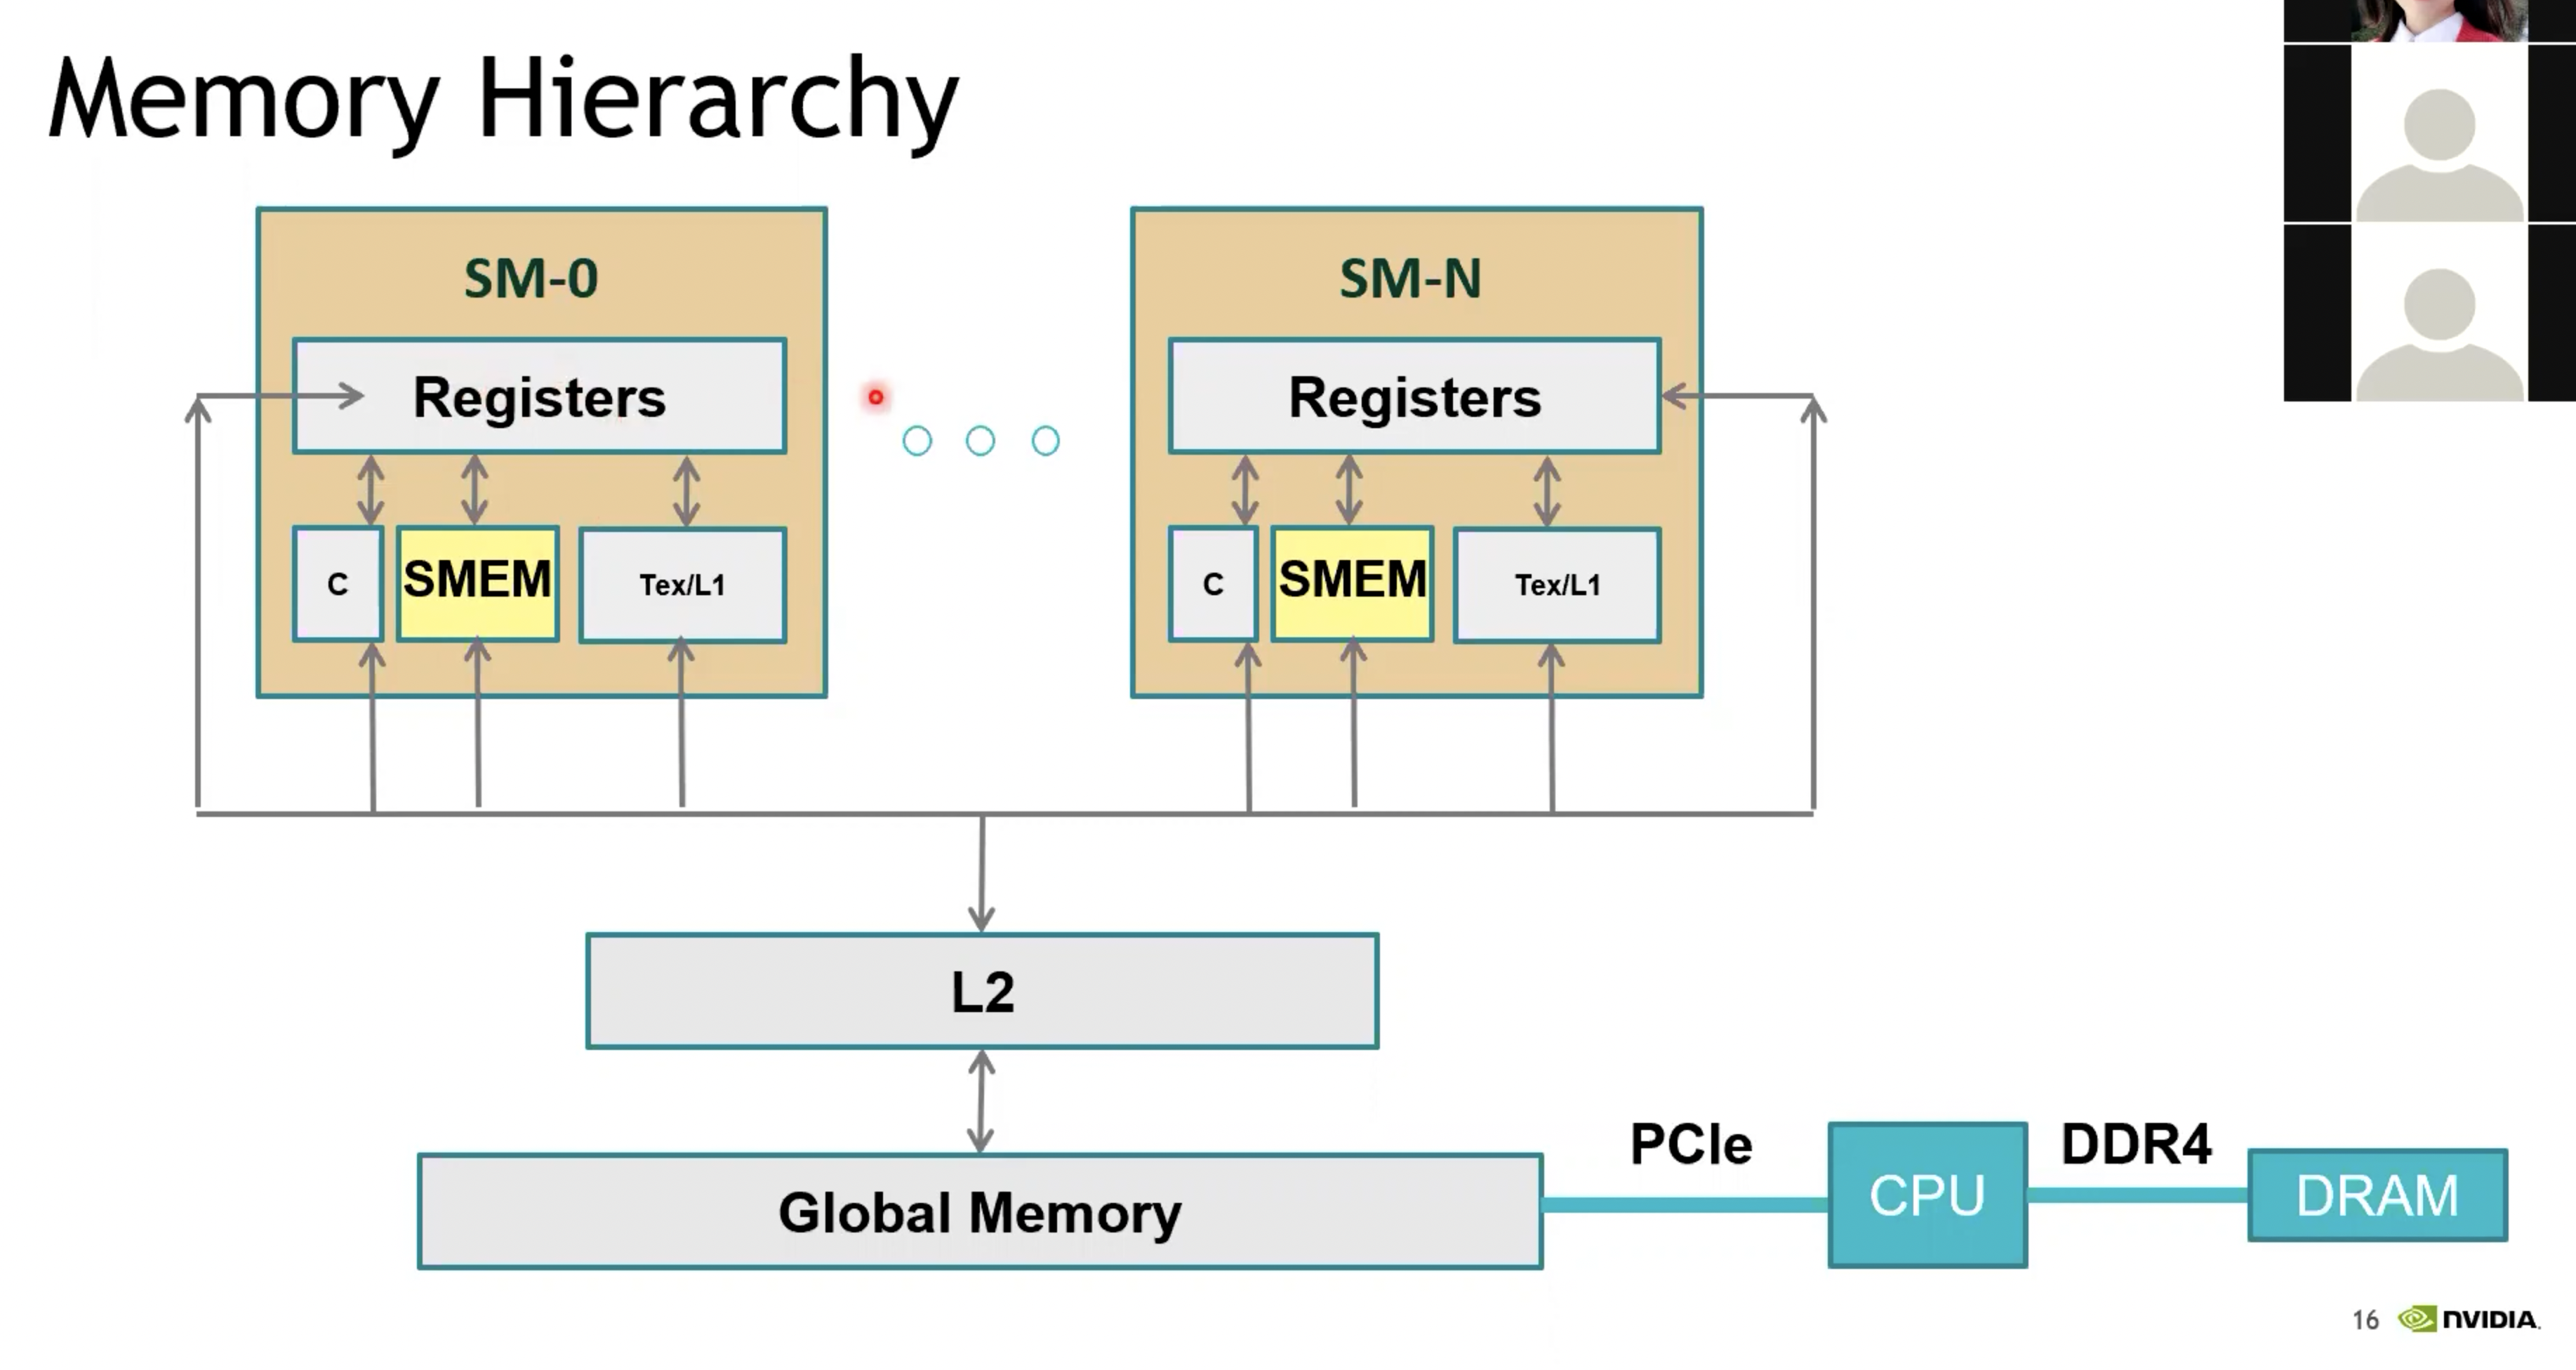 Memory Hierarchy
SM-0
SM-N
Registers
Registers
C
SMEM
Tex/L1
C
SMEM
Tex/L1
L2
Global Memory
PCIe
CPU
DDR4
DRAM
16
NVIDIA.